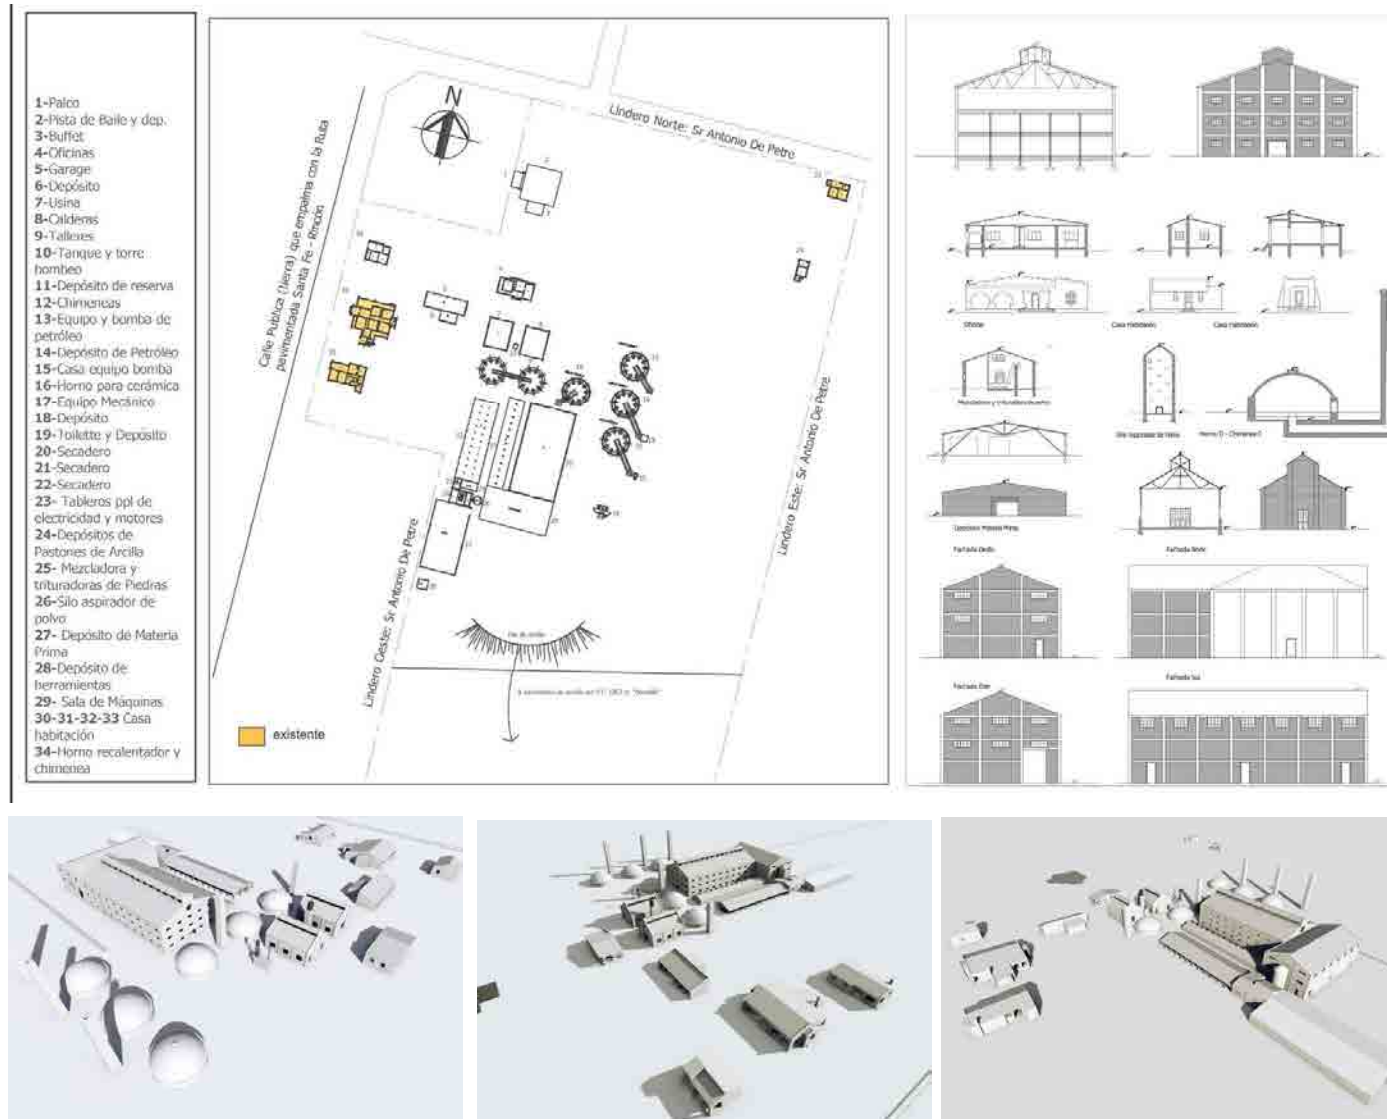 1-Palco
2-Pista de Baile y dep.
3-Buffet
4-Oficinas
5-Garage
6-Depósito
7-Usina
8-Calderas
9-Talleres
10-Tanque y torre
bombeo
11-Depósito de reserva
12-Chimeneas
13-Equipo y bomba de
petróleo
14-Depósito de Petróleo
15-Casa equipo bomba
16-Horno para cerámica
17-Equipo Mecánico
18-Depósito
19-Toilette y Depósito
20-Secadero
21-Secadero
22-Secadero
23- Tableros ppl de
electricidad y motores
24-Depósitos de
Pastones de Arcilla
25- Mezcladora y
trituradoras de Piedras
26-Silo aspirador de
polvo
27- Depósito de Materia
Prima
28-Depósito de
herramientas
29- Sala de Máquinas
30-31-32-33 Casa
habitación
34-Horno recalentador y
chimenea
N
Lindero Norte: Sr Antonio De Petre
Calle Publica (tierra) que empalma con la Ruta
pavimentada Santa Fe - Rincón
Lindero Este: Sr Antonio De Petre
Lindero Oeste: Sr Antonio De Petre
existente
Casa Habitación
Casa Habitación
Deposito Materia Prima
Fachada Oeste
Fachada Norte
Fachada Este
Fachada Sur